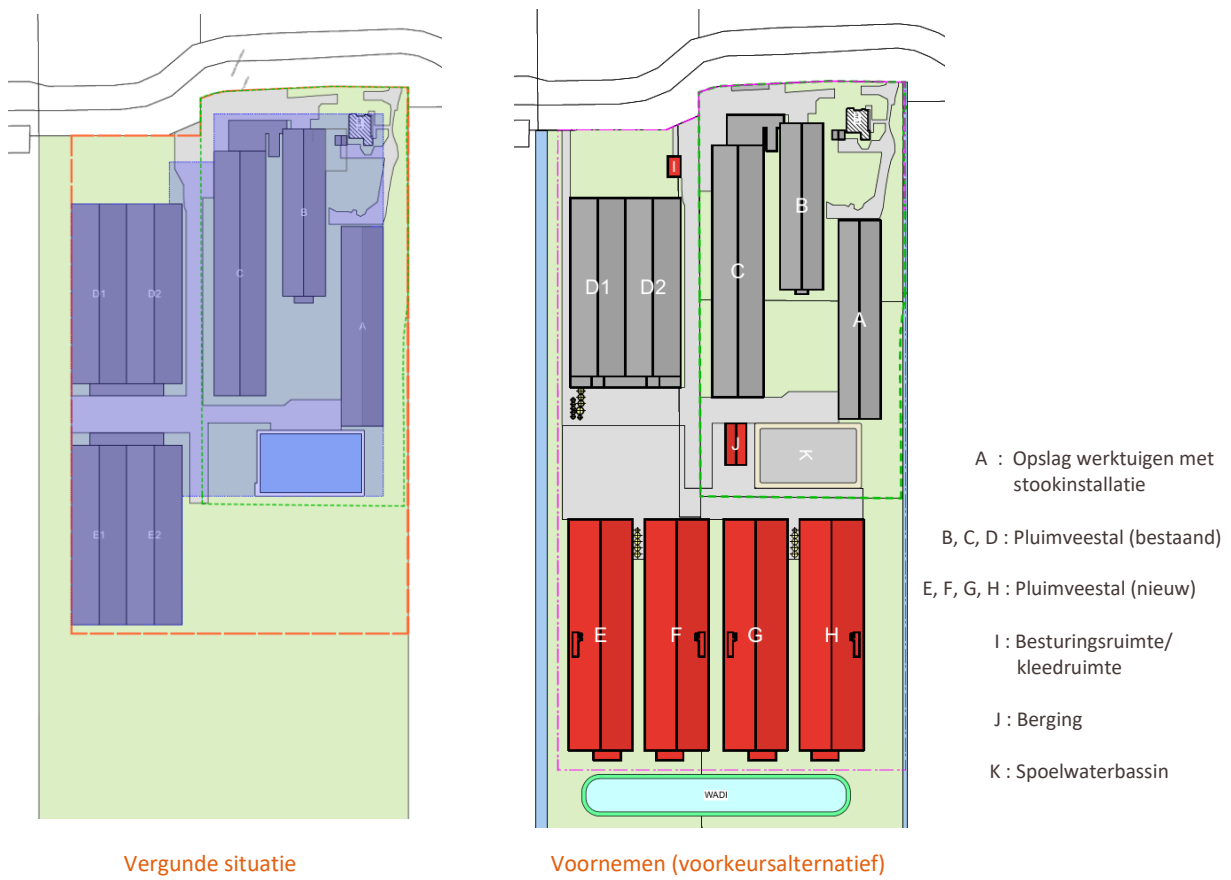 B
C
D1
D2
A
E1
E2
I
B
C
D1
D2
A
J
K
E
F
G
H
WADI
A : Opslag werktuigen met
stookinstallatie
B, C, D : Pluimveestal (bestaand)
E, F, G, H : Pluimveestal (nieuw)
I : Besturingsruimte/
kleedruimte
J : Berging
K : Spoelwaterbassin
Vergunde situatie
Voornemen (voorkeursalternatief)